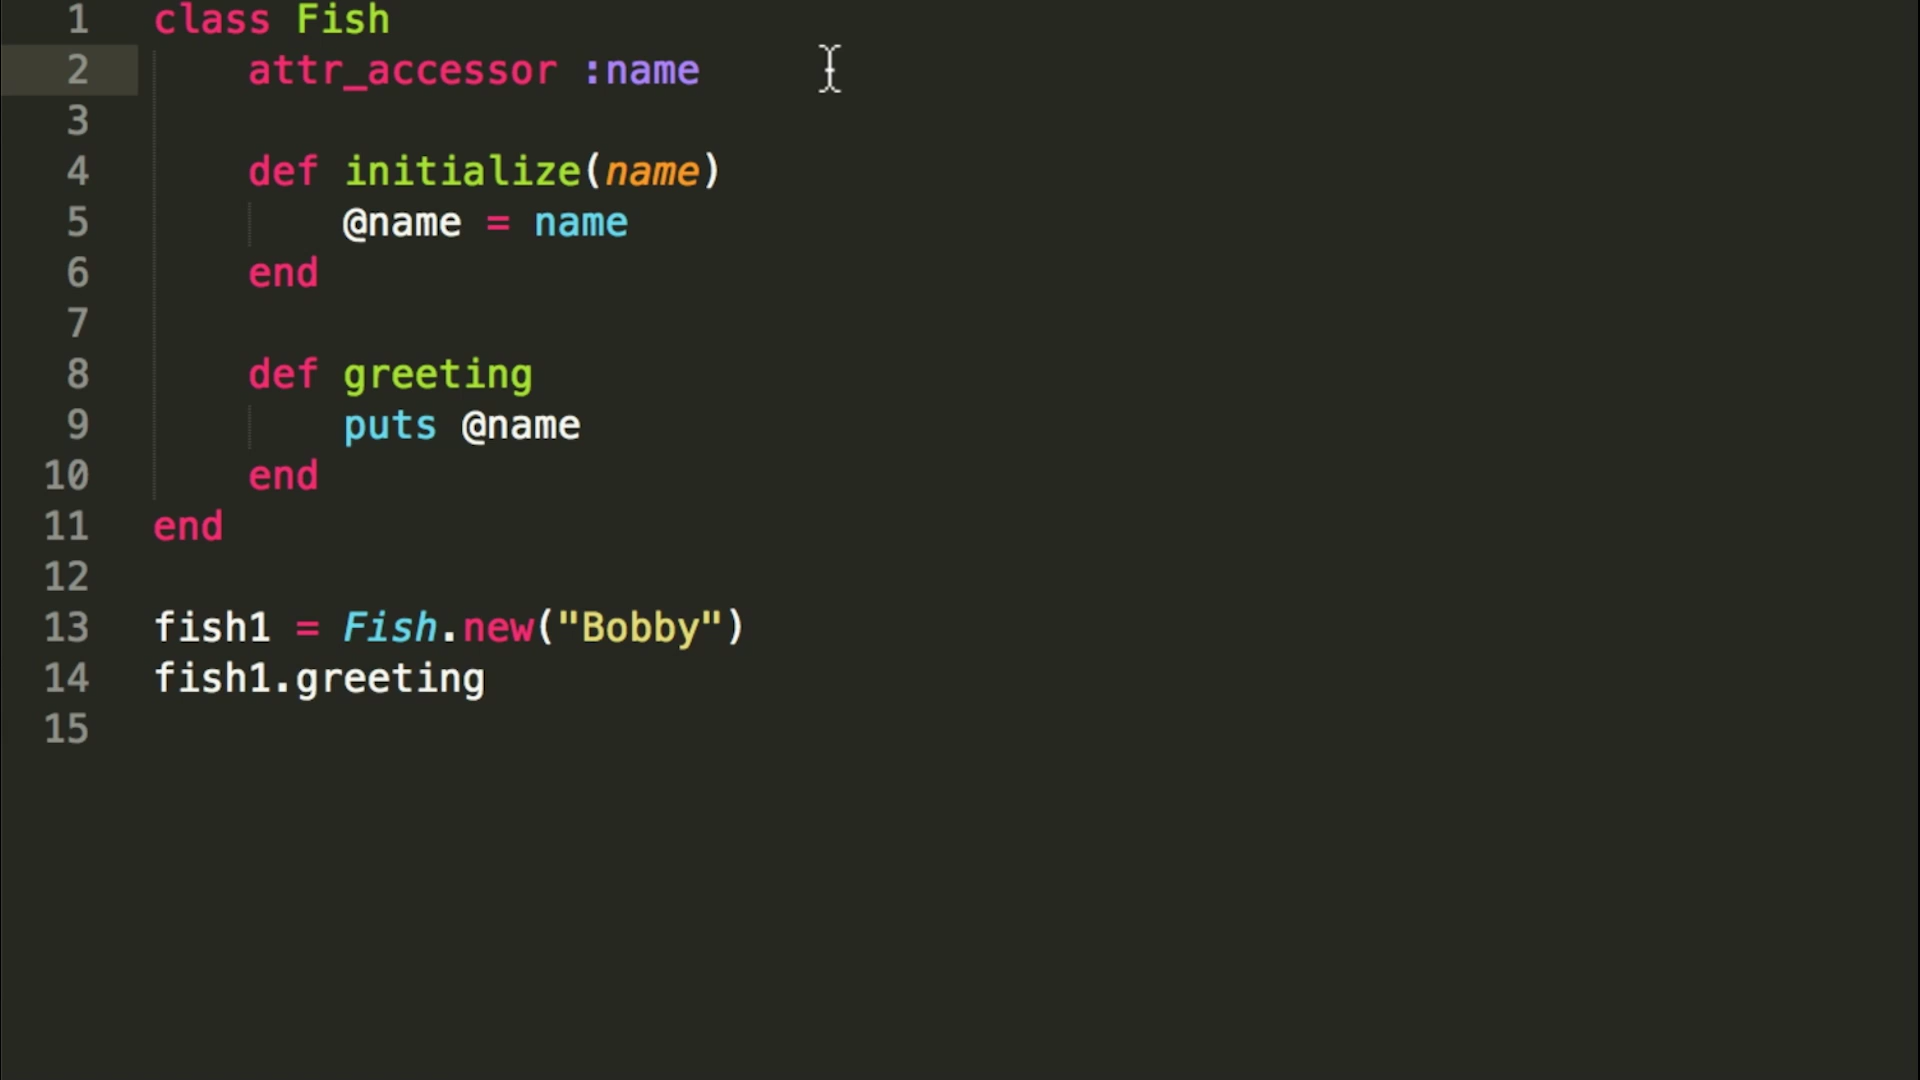 1 class Fish
2     attr_accessor :name
3
4     def initialize(name)
5         @name = name
6     end
7
8     def greeting
9         puts @name
10     end
11 end
12
13 fish1 = Fish.new("Bobby")
14 fish1.greeting
15